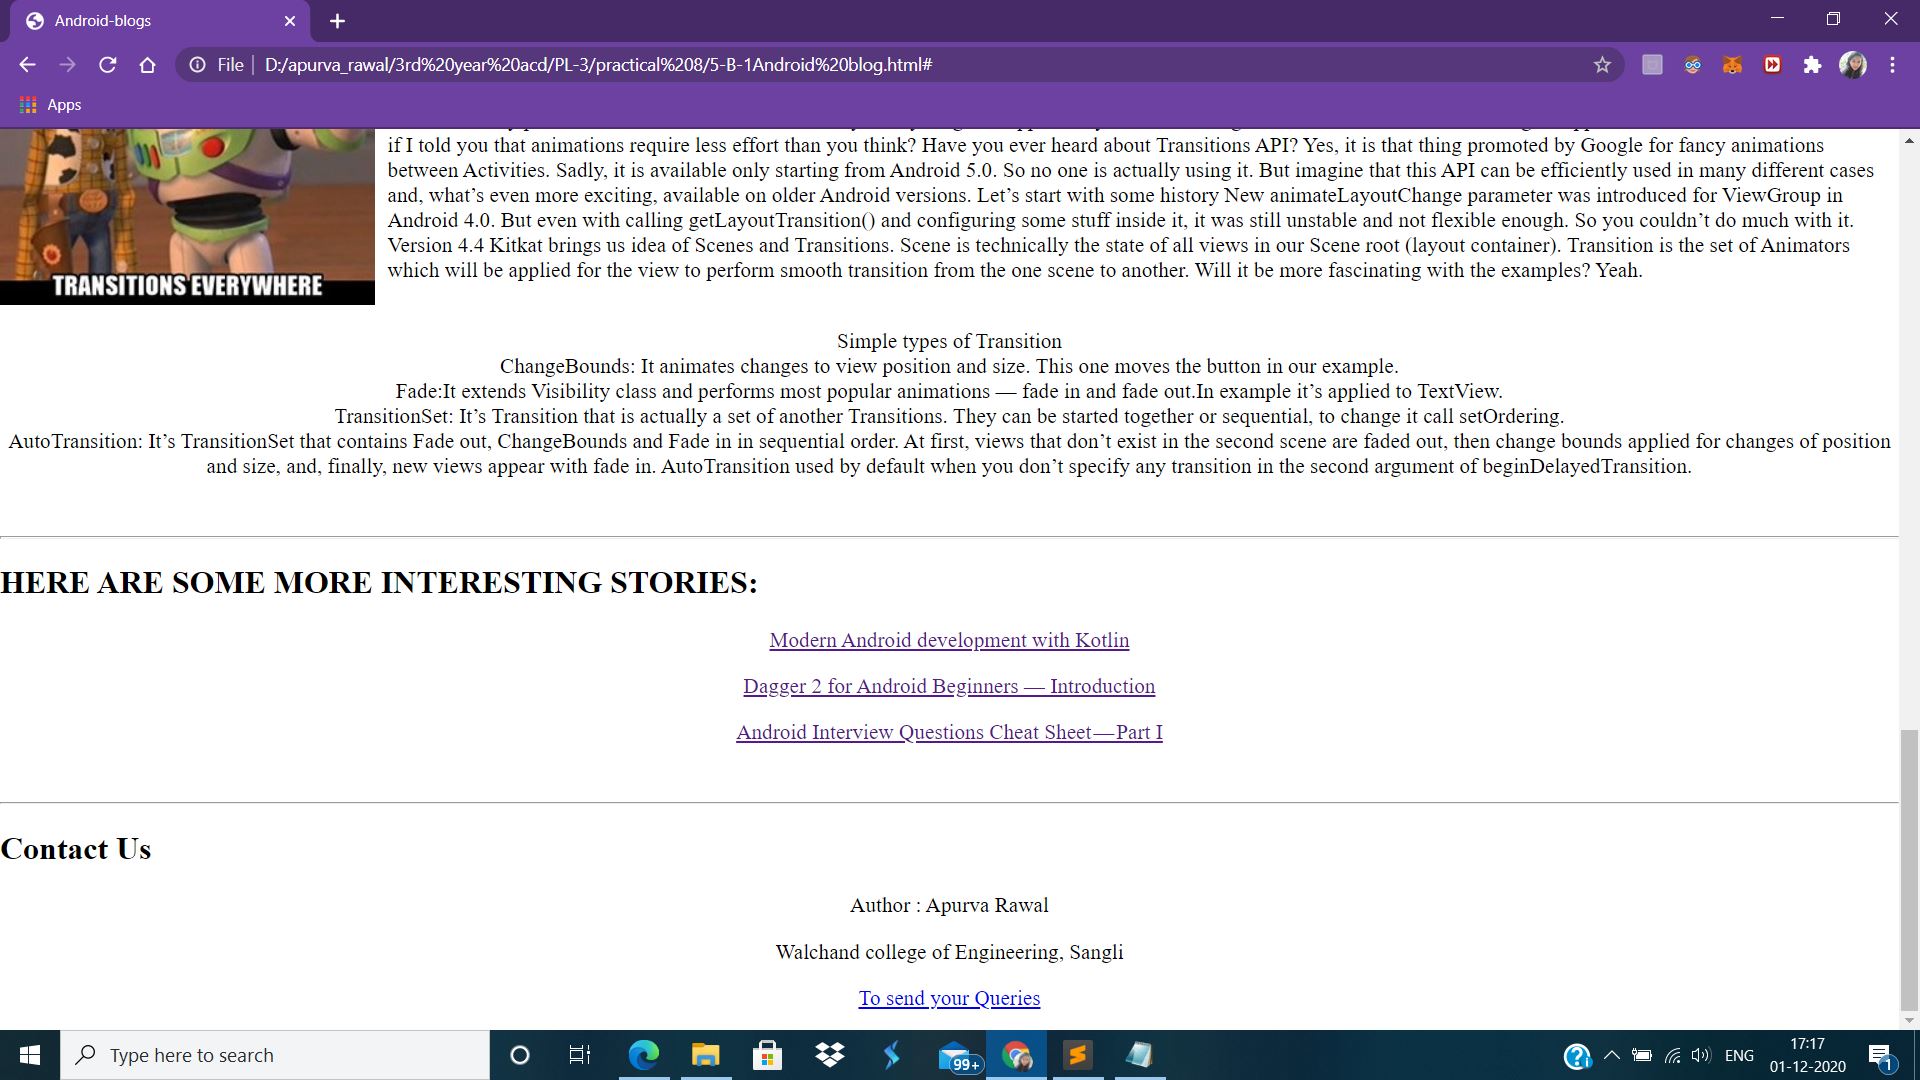 Android-blogs
File
D:/apurva_rawal/3rd%20year%20acd/PL-3/practical%208/5-B-1Android%20blog.html#
Apps
if I told you that animations require less effort than you think? Have you ever heard about Transitions API? Yes, it is that thing promoted by Google for fancy animations
between Activities. Sadly, it is available only starting from Android 5.0. So no one is actually using it. But imagine that this API can be efficiently used in many different cases
and, what’s even more exciting, available on older Android versions. Let’s start with some history New animateLayoutChange parameter was introduced for ViewGroup in
Android 4.0. But even with calling getLayoutTransition() and configuring some stuff inside it, it was still unstable and not flexible enough. So you couldn’t do much with it.
Version 4.4 Kitkat brings us idea of Scenes and Transitions. Scene is technically the state of all views in our Scene root (layout container). Transition is the set of Animators
which will be applied for the view to perform smooth transition from the one scene to another. Will it be more fascinating with the examples? Yeah.
TRANSITIONS EVERYWHERE
Simple types of Transition
ChangeBounds: It animates changes to view position and size. This one moves the button in our example.
Fade:It extends Visibility class and performs most popular animations — fade in and fade out.In example it’s applied to TextView.
TransitionSet: It’s Transition that is actually a set of another Transitions. They can be started together or sequential, to change it call setOrdering.
AutoTransition: It’s TransitionSet that contains Fade out, ChangeBounds and Fade in in sequential order. At first, views that don’t exist in the second scene are faded out, then change bounds applied for changes of position
and size, and, finally, new views appear with fade in. AutoTransition used by default when you don’t specify any transition in the second argument of beginDelayedTransition.
HERE ARE SOME MORE INTERESTING STORIES:
Modern Android development with Kotlin
Dagger 2 for Android Beginners — Introduction
Android Interview Questions Cheat Sheet — Part I
Contact Us
Author : Apurva Rawal
Walchand college of Engineering, Sangli
To send your Queries
Type here to search
99+
ENG
17:17
01-12-2020
1